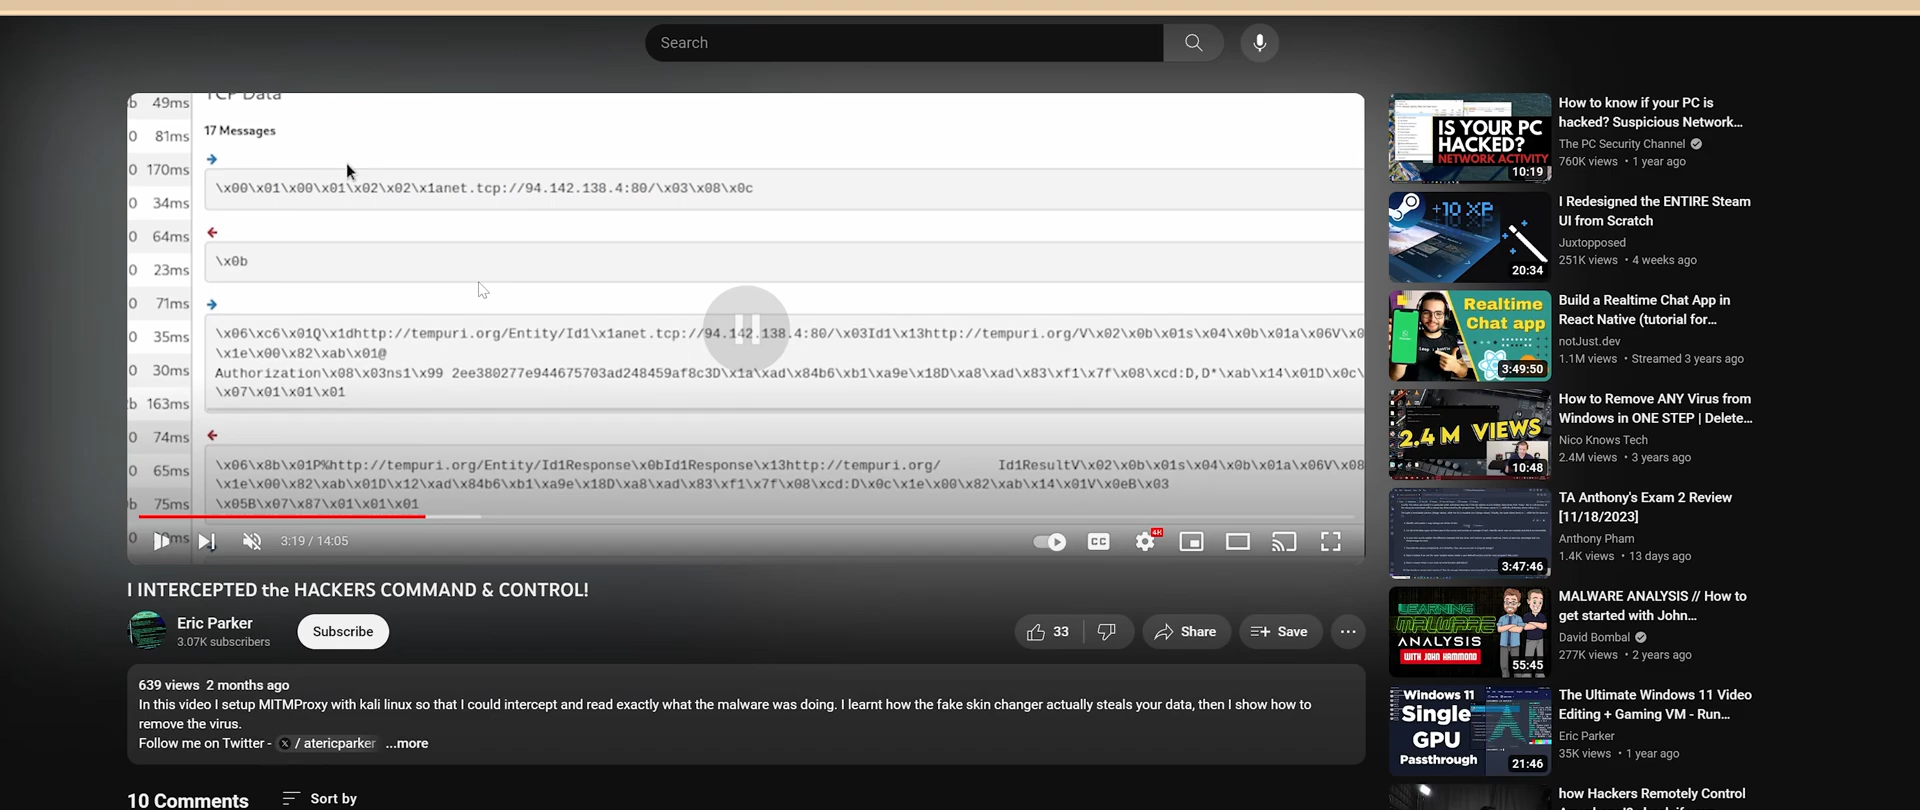 Search
TCP Data
b 49ms
0 81ms
0 170ms
0 34ms
0 64ms
0 23ms
0 71ms
0 35ms
0 30ms
b 163ms
0 74ms
0 65ms
b 75ms
17 Messages
\x00\x01\x00\x01\x02\x02\x1anet.tcp://94.142.138.4:80/\x03\x08\x0c
\x0b
\x06\xc6\x01Q\x1dhttp://tempuri.org/Entity/Id1\x1anet.tcp://94.142.138.4:80/\x03Id1\x13http://tempuri.org/V\x02\x0b\x01s\x04\x0b\x01a\x06V\x0
\x1e\x00\x82\xab\x01@
Authorization\x08\x03ns1\x99 2ee380277e944675703ad248459af8c3D\x1a\xad\x84b6\xb1\xa9e\x18D\xa8\xad\x83\xf1\x7f\x08\xcd:D,D*\xab\x14\x01D\x0c\
\x07\x01\x01\x01
\x06\x8b\x01P%http://tempuri.org/Entity/Id1Response\x0bId1Response\x13http://tempuri.org/ Id1ResultV\x02\x0b\x01s\x04\x0b\x01a\x06V\x08
\x1e\x00\x82\xab\x01D\x12\xad\x84b6\xb1\xa9e\x18D\xa8\xad\x83\xf1\x7f\x08\xcd:D\x0c\x1e\x00\x82\xab\x14\x01V\x0eB\x03
\x05B\x07\x87\x01\x01\x01
3:19 / 14:05
CC
4K
I INTERCEPTED the HACKERS COMMAND & CONTROL!
Eric Parker
3.07K subscribers
Subscribe
33
Share
Save
639 views 2 months ago
In this video I setup MITMProxy with kali linux so that I could intercept and read exactly what the malware was doing. I learnt how the fake skin changer actually steals your data, then I show how to
remove the virus.
Follow me on Twitter - / atericparker ...more
10 Comments
Sort by
IS YOUR PC
HACKED?
NETWORK ACTIVITY
10:19
How to know if your PC is
hacked? Suspicious Network...
The PC Security Channel
760K views • 1 year ago
+10 XP
20:34
I Redesigned the ENTIRE Steam
UI from Scratch
Juxtopposed
251K views • 4 weeks ago
Realtime
Chat app
3:49:50
Build a Realtime Chat App in
React Native (tutorial for...
notJust.dev
1.1M views • Streamed 3 years ago
2.4 M VIEWS
10:48
How to Remove ANY Virus from
Windows in ONE STEP | Delete...
Nico Knows Tech
2.4M views • 3 years ago
3:47:46
TA Anthony's Exam 2 Review
[11/18/2023]
Anthony Pham
1.4K views • 13 days ago
LEARNING
MALWARE
ANALYSIS
WITH JOHN HAMMOND
55:45
MALWARE ANALYSIS // How to
get started with John...
David Bombal
277K views • 2 years ago
Windows 11
Single
GPU
Passthrough
21:46
The Ultimate Windows 11 Video
Editing + Gaming VM - Run...
Eric Parker
35K views • 1 year ago
how Hackers Remotely Control